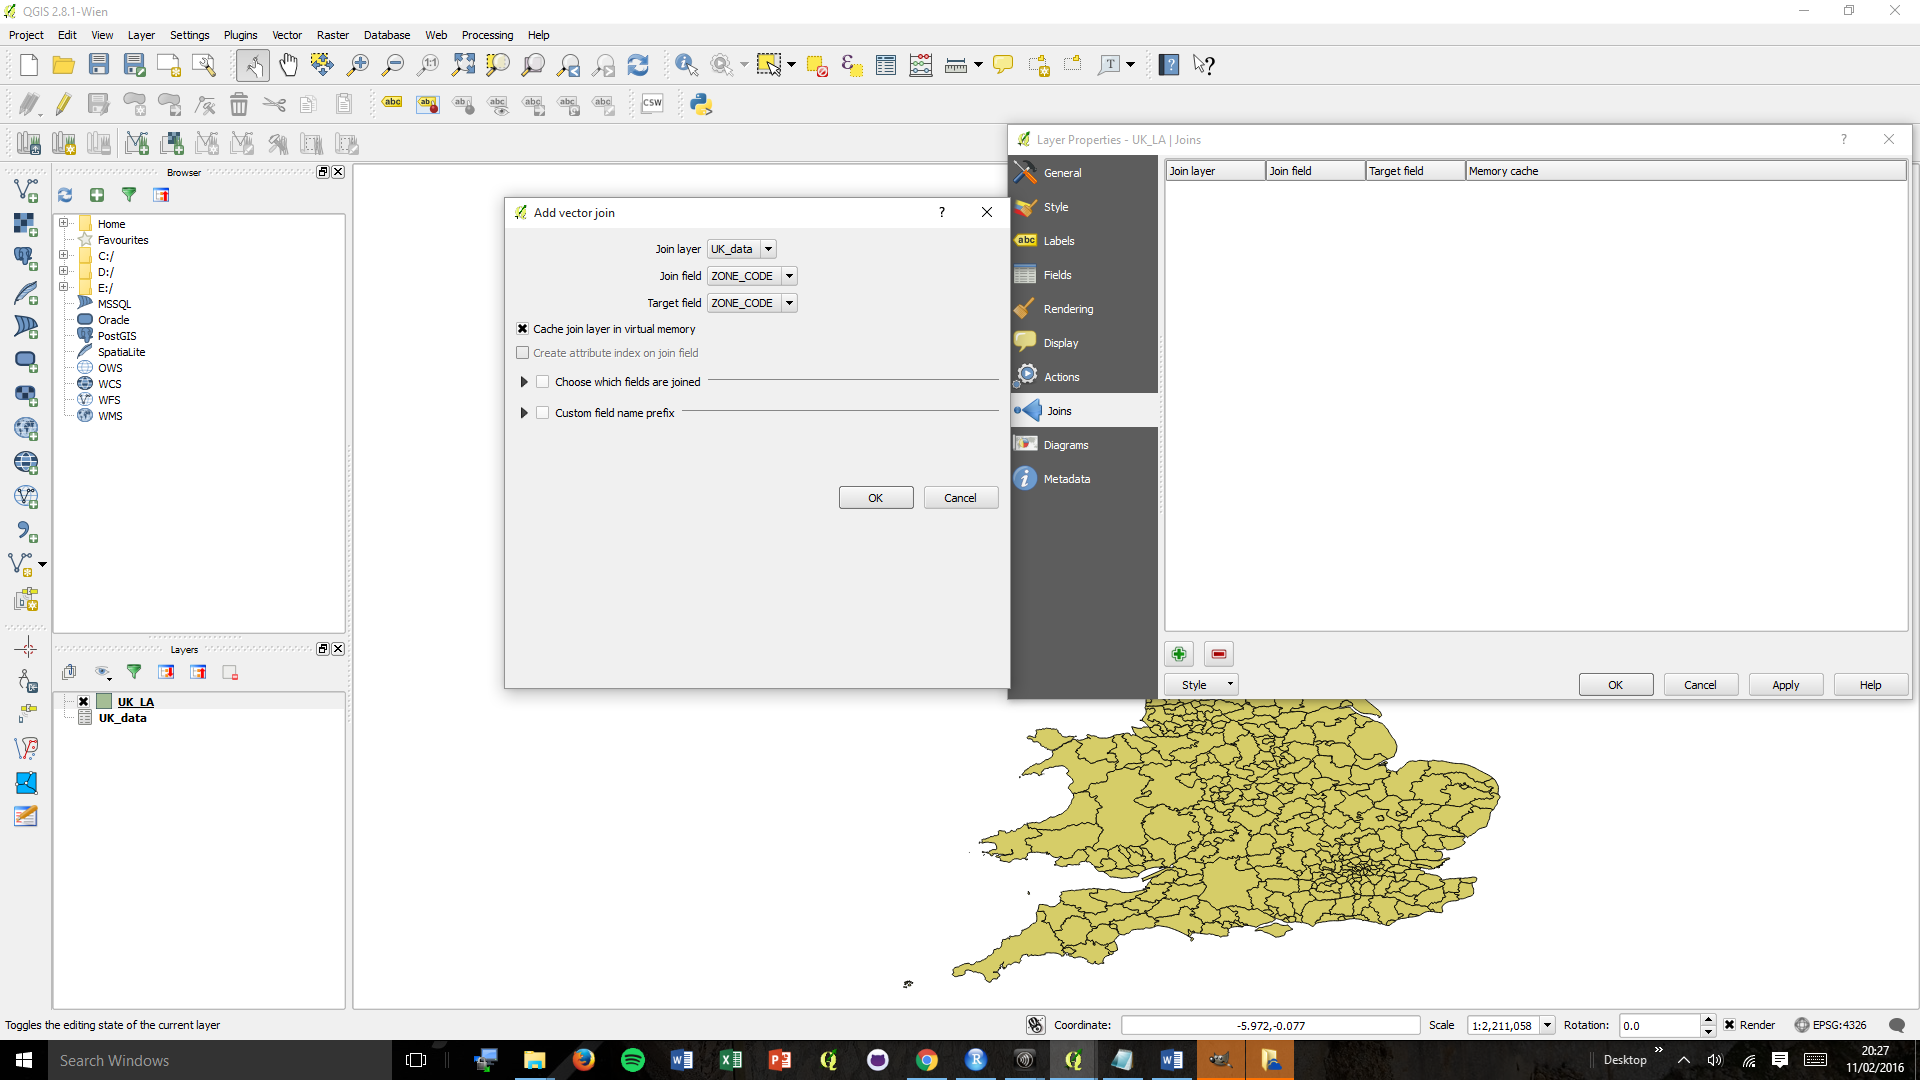 QGIS 2.8.1-Wien
Project Edit View Layer Settings Plugins Vector Raster Database Web Processing Help
abc
CSW
Browser
Home
Favourites
C:/
D:/
E:/
MSSQL
Oracle
PostGIS
SpatiaLite
OWS
WCS
WFS
WMS
Layers
UK_LA
UK_data
Add vector join
Join layer UK_data
Join field ZONE_CODE
Target field ZONE_CODE
Cache join layer in virtual memory
Create attribute index on join field
Choose which fields are joined
Custom field name prefix
OK Cancel
Layer Properties - UK_LA | Joins
General
Style
abc Labels
Fields
Rendering
Display
Actions
Joins
Diagrams
Metadata
Join layer Join field Target field Memory cache
Style OK Cancel Apply Help
Toggles the editing state of the current layer
Coordinate: -5.972,-0.077 Scale 1:2,211,058 Rotation: 0.0 Render EPSG:4326
Search Windows
Desktop
20:27
11/02/2016